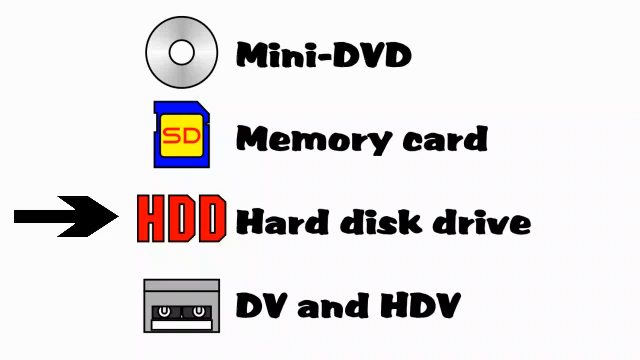 Mini-DVD
SD Memory card
HDD Hard disk drive
DV and HDV